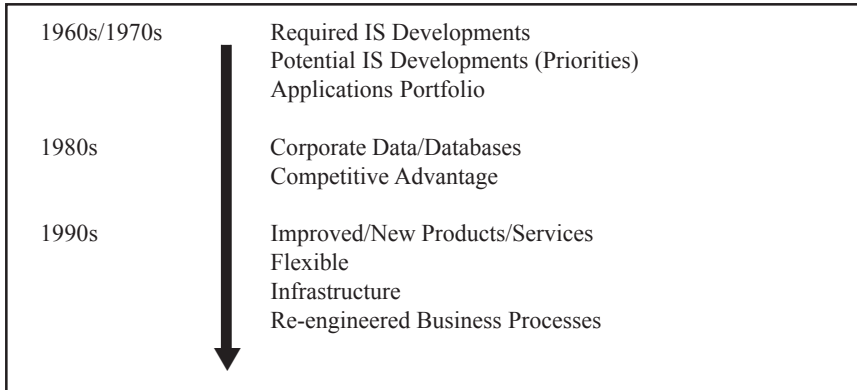 1960s/1970s Required IS Developments
Potential IS Developments (Priorities)
Applications Portfolio
1980s Corporate Data/Databases
Competitive Advantage
1990s Improved/New Products/Services
Flexible
Infrastructure
Re-engineered Business Processes